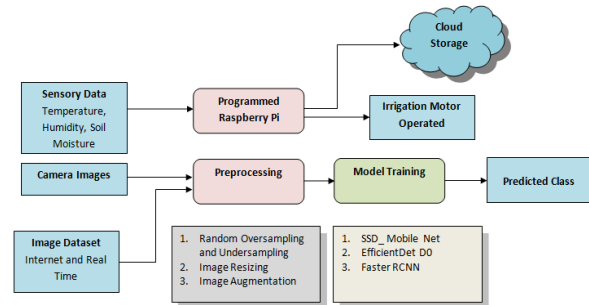 Cloud
Storage
Sensory Data
Temperature,
Humidity, Soil
Moisture
Programmed
Raspberry Pi
Irrigation Motor
Operated
Camera Images
Preprocessing
Model Training
Predicted Class
Image Dataset
Internet and Real
Time
1. Random Oversampling
and Undersampling
2. Image Resizing
3. Image Augmentation
1. SSD_ Mobile Net
2. EfficientDet D0
3. Faster RCNN